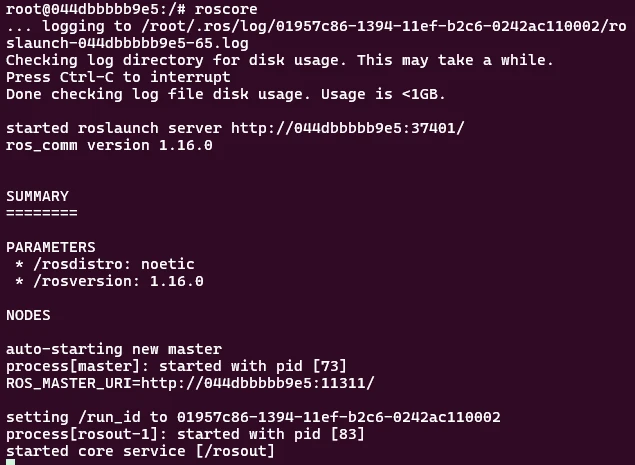 root@044dbbbbb9e5:/# roscore
... logging to /root/.ros/log/01957c86-1394-11ef-b2c6-0242ac110002/ro
slaunch-044dbbbbb9e5-65.log
Checking log directory for disk usage. This may take a while.
Press Ctrl-C to interrupt
Done checking log file disk usage. Usage is <1GB.
started roslaunch server http://044dbbbbb9e5:37401/
ros_comm version 1.16.0
SUMMARY
========
PARAMETERS
 * /rosdistro: noetic
 * /rosversion: 1.16.0
NODES
auto-starting new master
process[master]: started with pid [73]
ROS_MASTER_URI=http://044dbbbbb9e5:11311/
setting /run_id to 01957c86-1394-11ef-b2c6-0242ac110002
process[rosout-1]: started with pid [83]
started core service [/rosout]